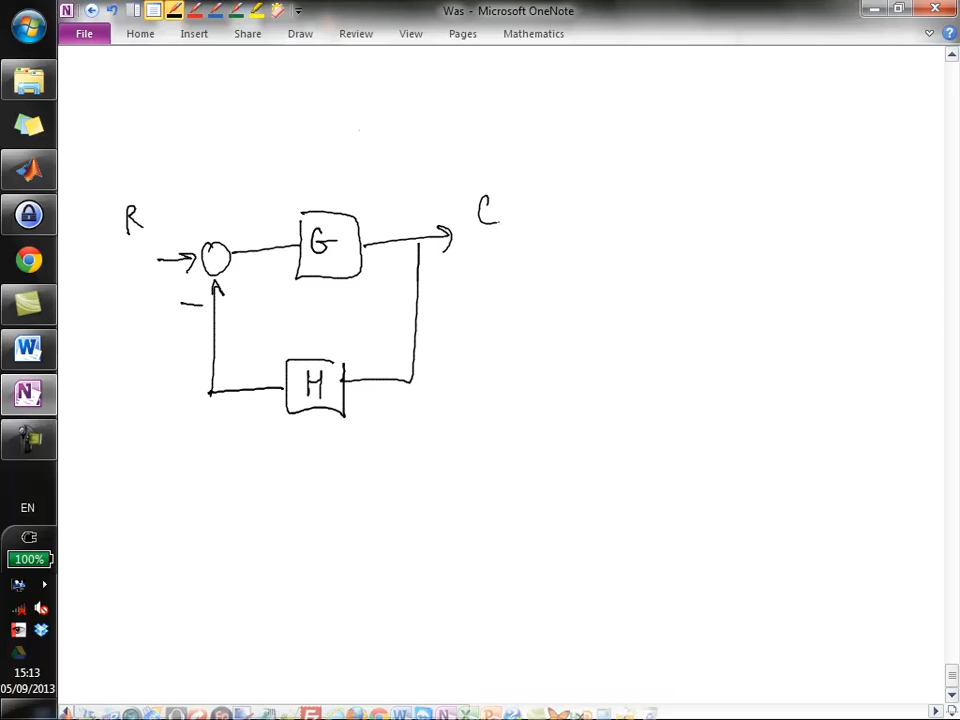 Was - Microsoft OneNote
File Home Insert Share Draw Review View Pages Mathematics
R
C
G
H
EN
100%
15:13
05/09/2013